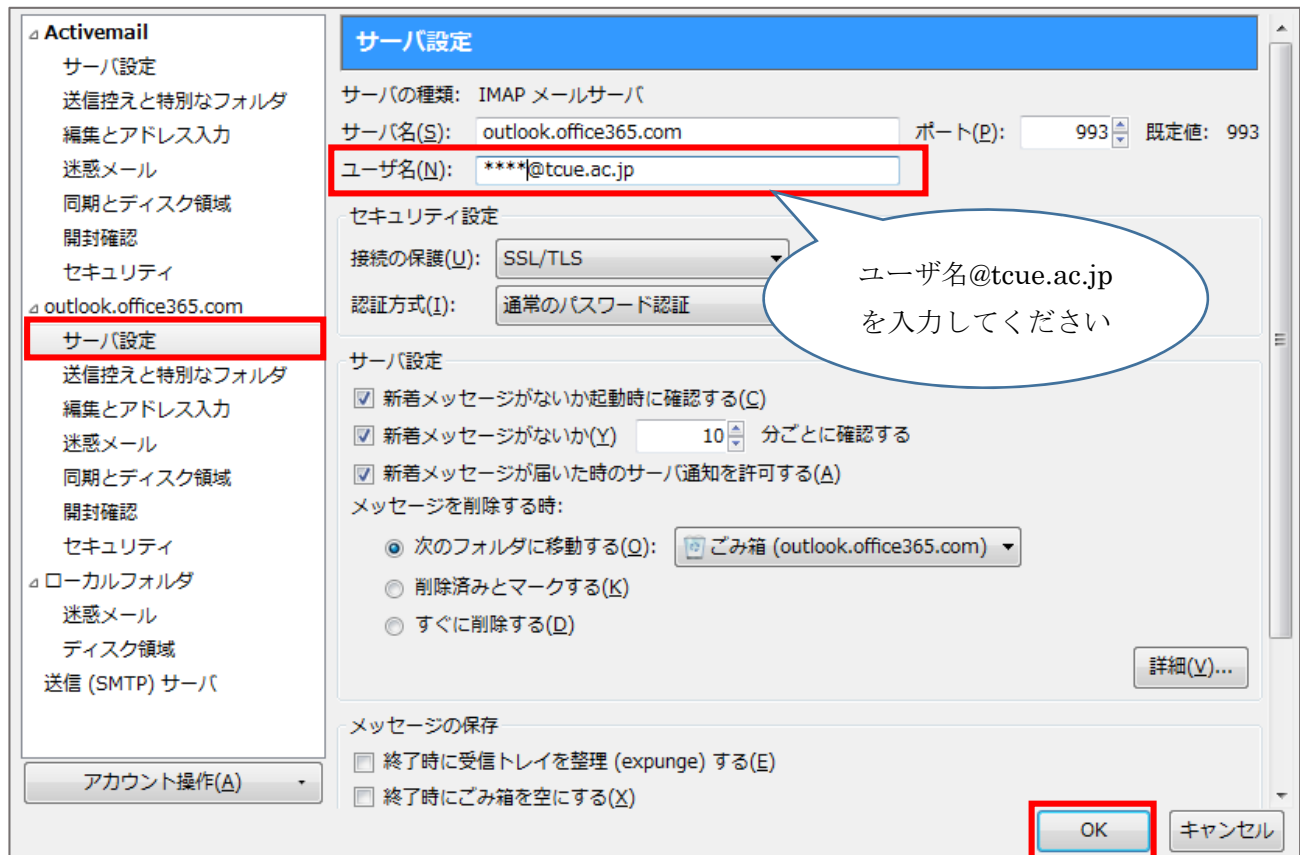 Activemail
サーバ設定
送信控えと特別なフォルダ
編集とアドレス入力
迷惑メール
同期とディスク領域
開封確認
セキュリティ
outlook.office365.com
サーバ設定
送信控えと特別なフォルダ
編集とアドレス入力
迷惑メール
同期とディスク領域
開封確認
セキュリティ
ローカルフォルダ
迷惑メール
ディスク領域
送信 (SMTP) サーバ
アカウント操作(A)
サーバ設定
サーバの種類: IMAP メールサーバ
サーバ名(S): outlook.office365.com ポート(P): 993 既定値: 993
ユーザ名(N): ****@tcue.ac.jp
セキュリティ設定
接続の保護(U): SSL/TLS
認証方式(I): 通常のパスワード認証
ユーザ名@tcue.ac.jp
を入力してください
サーバ設定
新着メッセージがないか起動時に確認する(C)
新着メッセージがないか(Y) 10 分ごとに確認する
新着メッセージが届いた時のサーバ通知を許可する(A)
メッセージを削除する時:
次のフォルダに移動する(O): ごみ箱 (outlook.office365.com)
削除済みとマークする(K)
すぐに削除する(D)
詳細(V)...
メッセージの保存
終了時に受信トレイを整理 (expunge) する(E)
終了時にごみ箱を空にする(X)
OK キャンセル